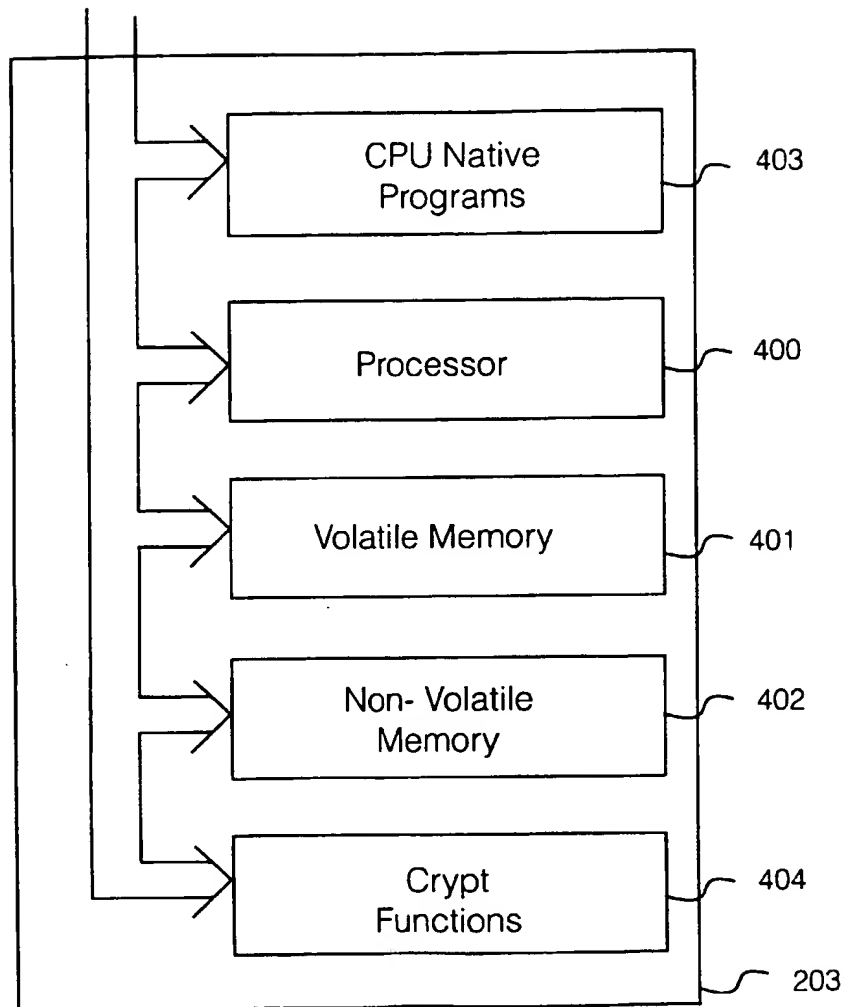 CPU Native
Programs
403
Processor
400
Volatile Memory
401
Non- Volatile
Memory
402
Crypt
Functions
404
203